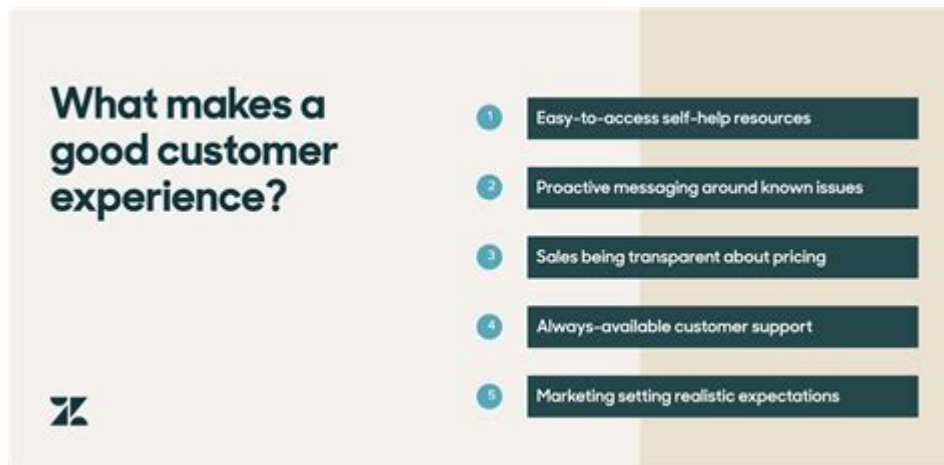 What makes a
good customer
experience?
1 Easy-to-access self-help resources
2 Proactive messaging around known issues
3 Sales being transparent about pricing
4 Always-available customer support
5 Marketing setting realistic expectations